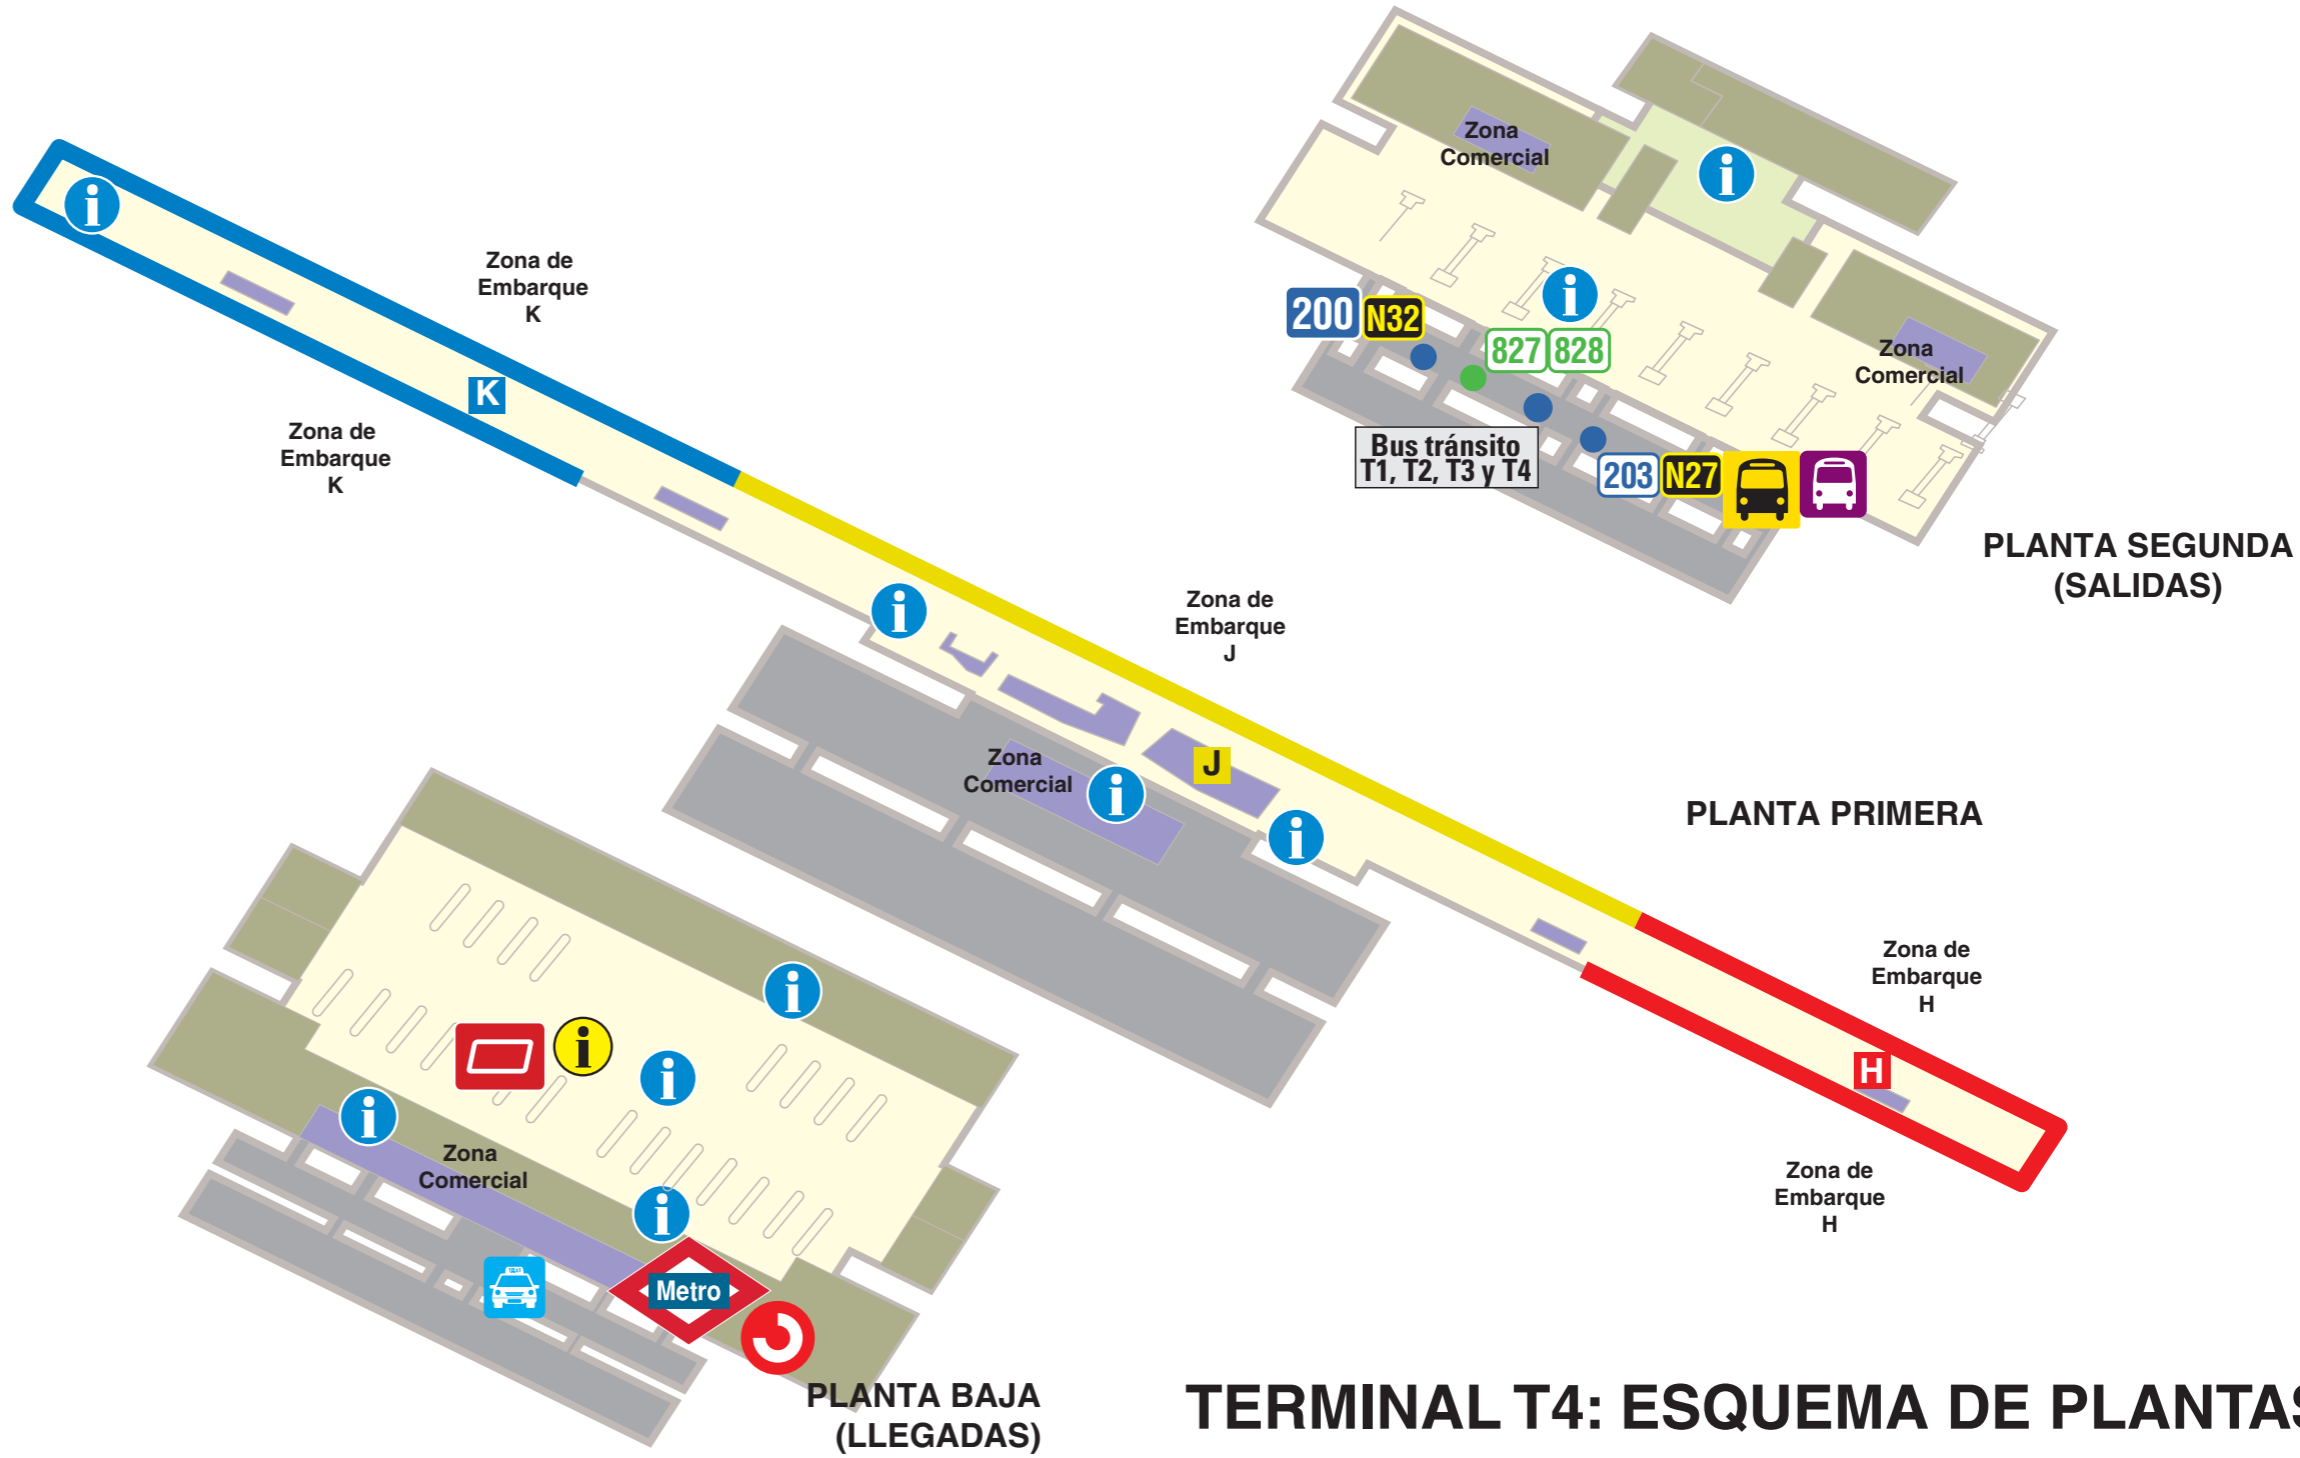 Zona
Comercial
i
Zona
Comercial
i
200
N32
827
828
Bus tránsito
T1, T2, T3 y T4
203
N27
PLANTA SEGUNDA
(SALIDAS)
i
Zona de
Embarque
K
K
Zona de
Embarque
K
i
Zona de
Embarque
J
J
Zona
Comercial
i
i
PLANTA PRIMERA
Zona de
Embarque
H
H
Zona de
Embarque
H
i
i
i
i
Zona
Comercial
i
Metro
PLANTA BAJA
(LLEGADAS)
TERMINAL T4: ESQUEMA DE PLANTAS